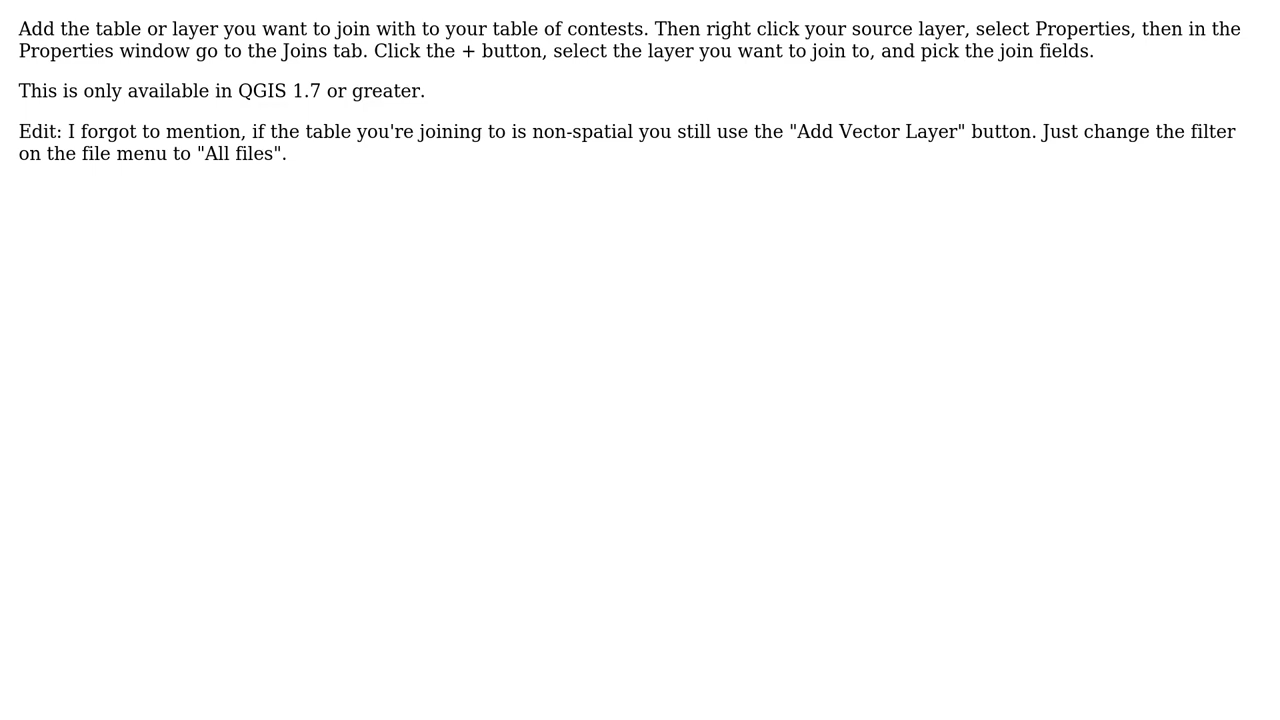 Add the table or layer you want to join with to your table of contests. Then right click your source layer, select Properties, then in the
Properties window go to the Joins tab. Click the + button, select the layer you want to join to, and pick the join fields.
This is only available in QGIS 1.7 or greater.
Edit: I forgot to mention, if the table you're joining to is non-spatial you still use the "Add Vector Layer" button. Just change the filter
on the file menu to "All files".